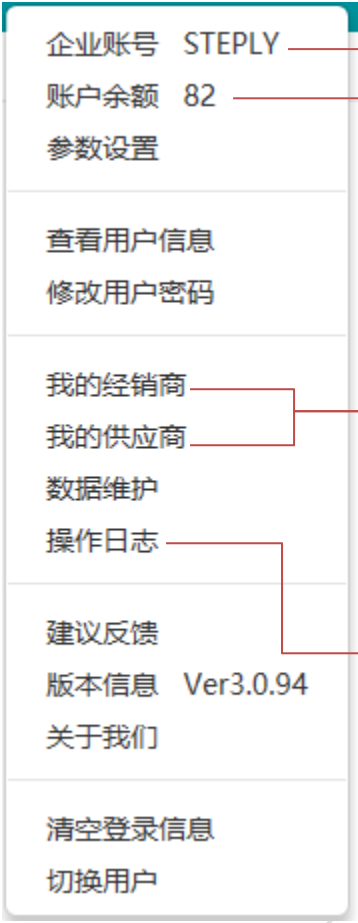 企业账号 STEPLY
账户余额 82
参数设置
查看用户信息
修改用户密码
我的经销商
我的供应商
数据维护
操作日志
建议反馈
版本信息 Ver3.0.94
关于我们
清空登录信息
切换用户